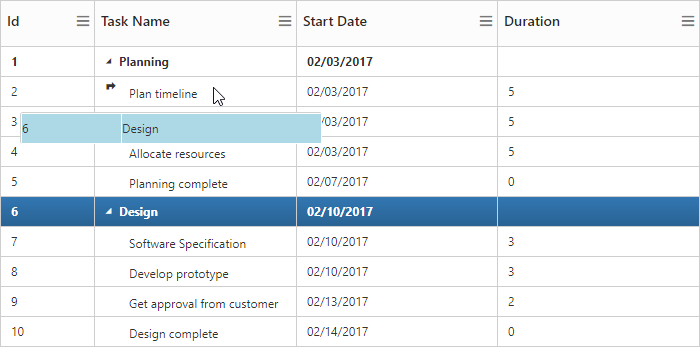 Id Task Name Start Date Duration
1 Planning 02/03/2017
2 Plan timeline 02/03/2017 5
3 /03/2017 5
6 Design
4 Allocate resources 02/03/2017 5
5 Planning complete 02/07/2017 0
6 Design 02/10/2017
7 Software Specification 02/10/2017 3
8 Develop prototype 02/10/2017 3
9 Get approval from customer 02/13/2017 2
10 Design complete 02/14/2017 0